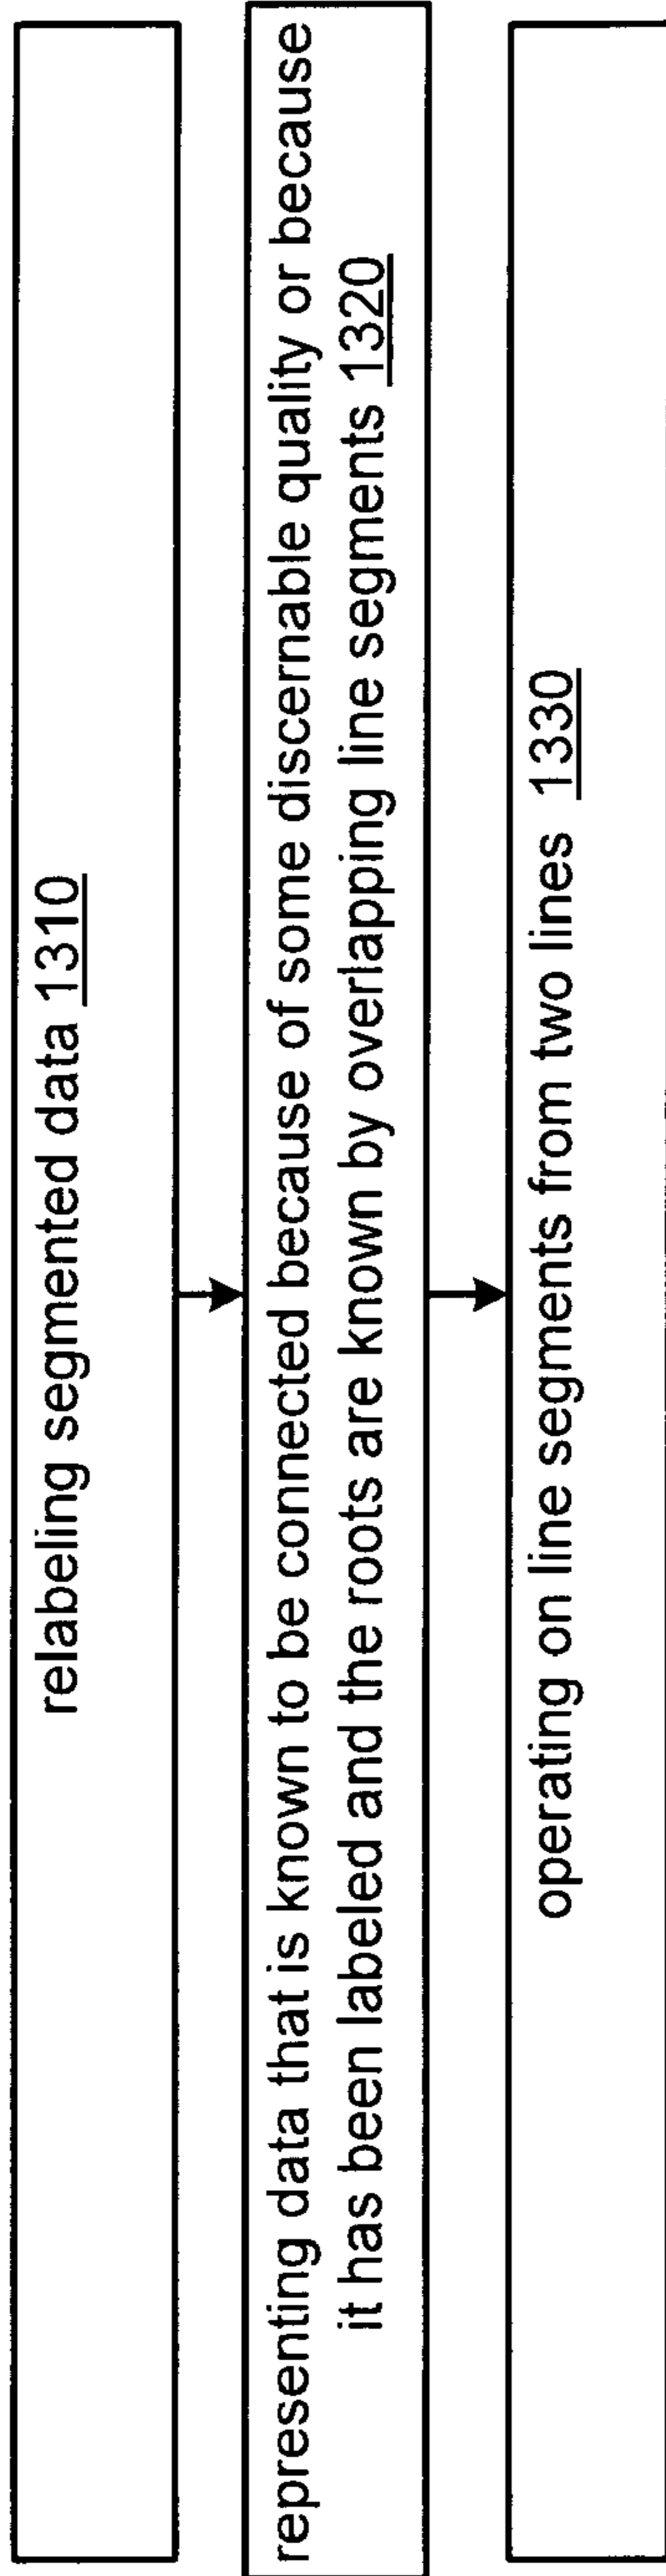 relabeling segmented data 1310
representing data that is known to be connected because of some discernable quality or because
it has been labeled and the roots are known by overlapping line segments 1320
operating on line segments from two lines 1330